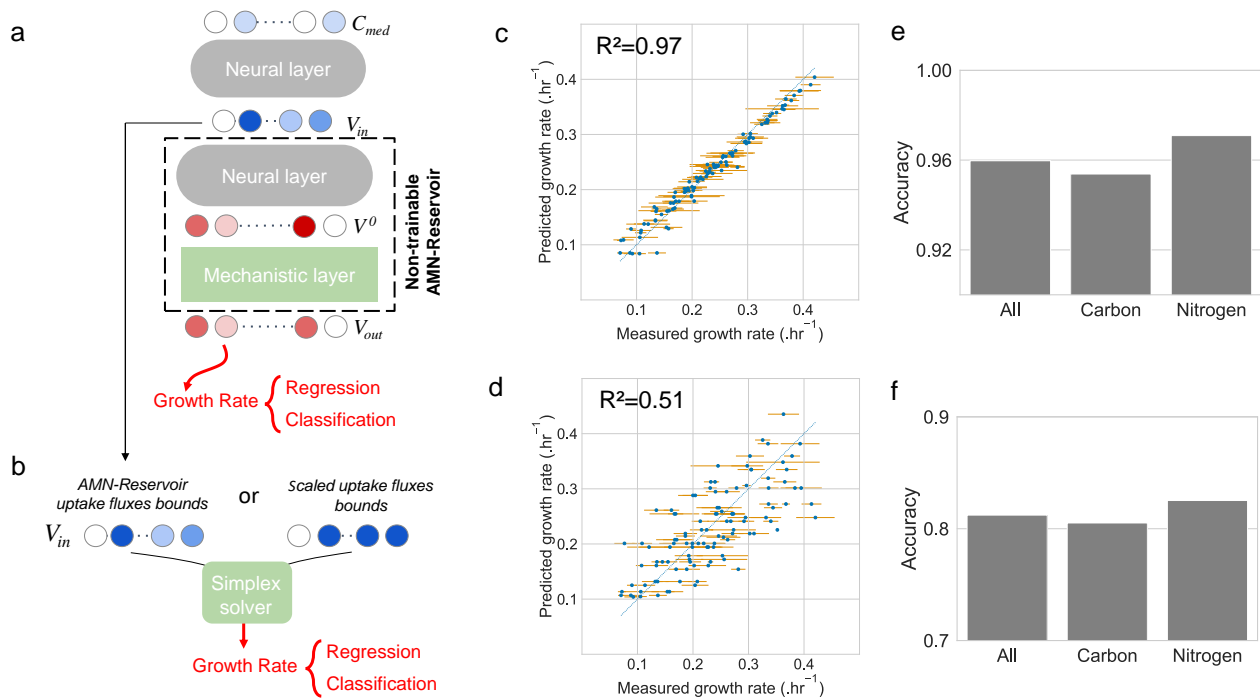 a
C_med
Neural layer
V_in
Neural layer
V^0
Mechanistic layer
Non-trainable
AMN-Reservoir
V_out
Growth Rate
Regression
Classification
b
AMN-Reservoir
uptake fluxes bounds
or
Scaled uptake fluxes
bounds
V_in
Simplex
solver
Growth Rate
Regression
Classification
c
R²=0.97
Predicted growth rate (.hr⁻¹)
0.4
0.3
0.2
0.1
0.1 0.2 0.3 0.4
Measured growth rate (.hr⁻¹)
d
R²=0.51
Predicted growth rate (.hr⁻¹)
0.4
0.3
0.2
0.1
0.1 0.2 0.3 0.4
Measured growth rate (.hr⁻¹)
e
Accuracy
1.00
0.96
0.92
All Carbon Nitrogen
f
Accuracy
0.9
0.8
0.7
All Carbon Nitrogen